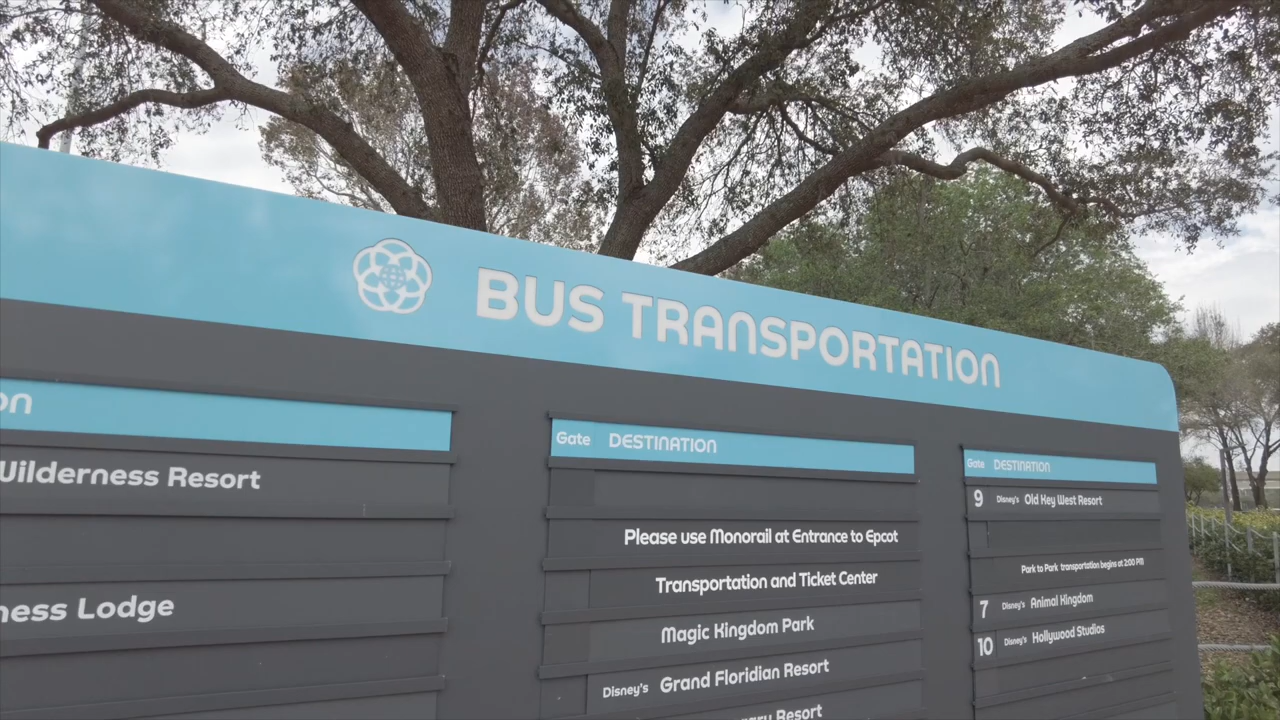 BUS TRANSPORTATION
Wilderness Resort
Gate DESTINATION
Please use Monorail at Entrance to Epcot
Transportation and Ticket Center
Magic Kingdom Park
Disney's Grand Floridian Resort
Resort
Gate DESTINATION
9 Disney's Old Key West Resort
Park to Park transportation begins at 2:00 PM
7 Disney's Animal Kingdom
10 Disney's Hollywood Studios
Lodge